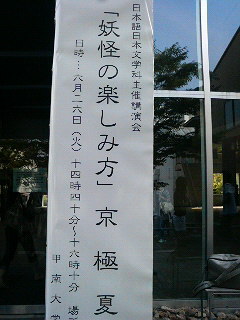 日本語日本文学科主催講演会
「妖怪の楽しみ方」京極夏
日時…六月二六日(火)十四時四十分~十六時十分 場所
甲南大学